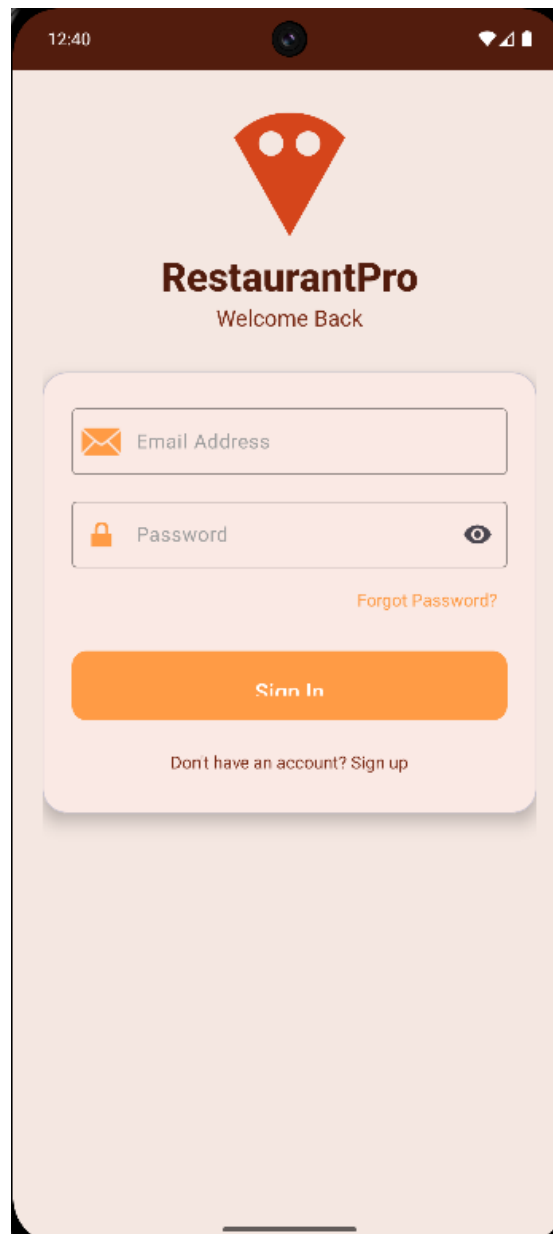 12:40
RestaurantPro
Welcome Back
Email Address
Password
Forgot Password?
Sign In
Don't have an account? Sign up